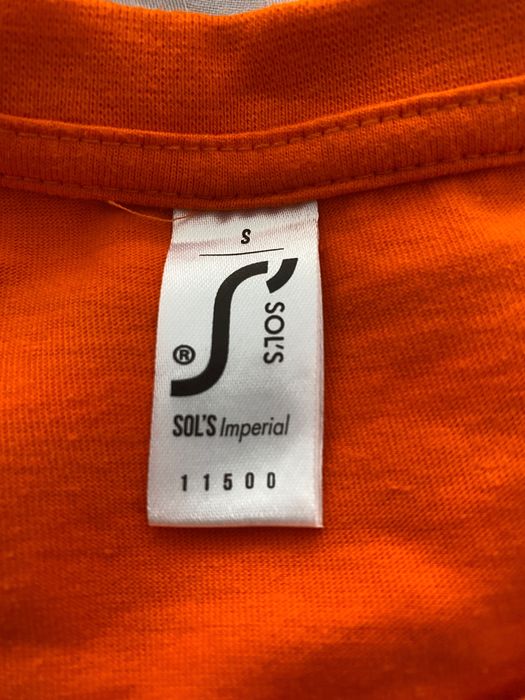 S
SOL'S
®
SOL'S Imperial
11500